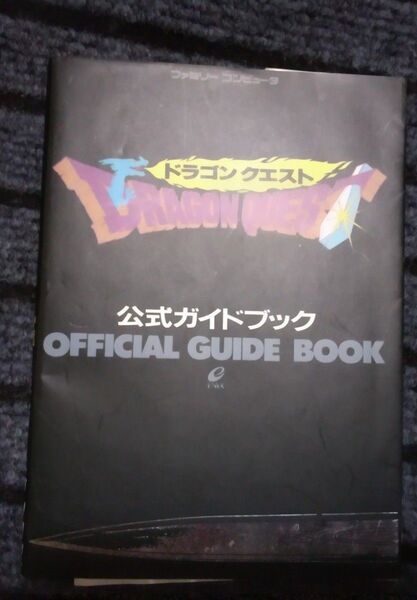 ファミリー コンピュータ
ドラゴン クエスト
DRAGON QUEST
公式ガイドブック
OFFICIAL GUIDE BOOK
ENIX